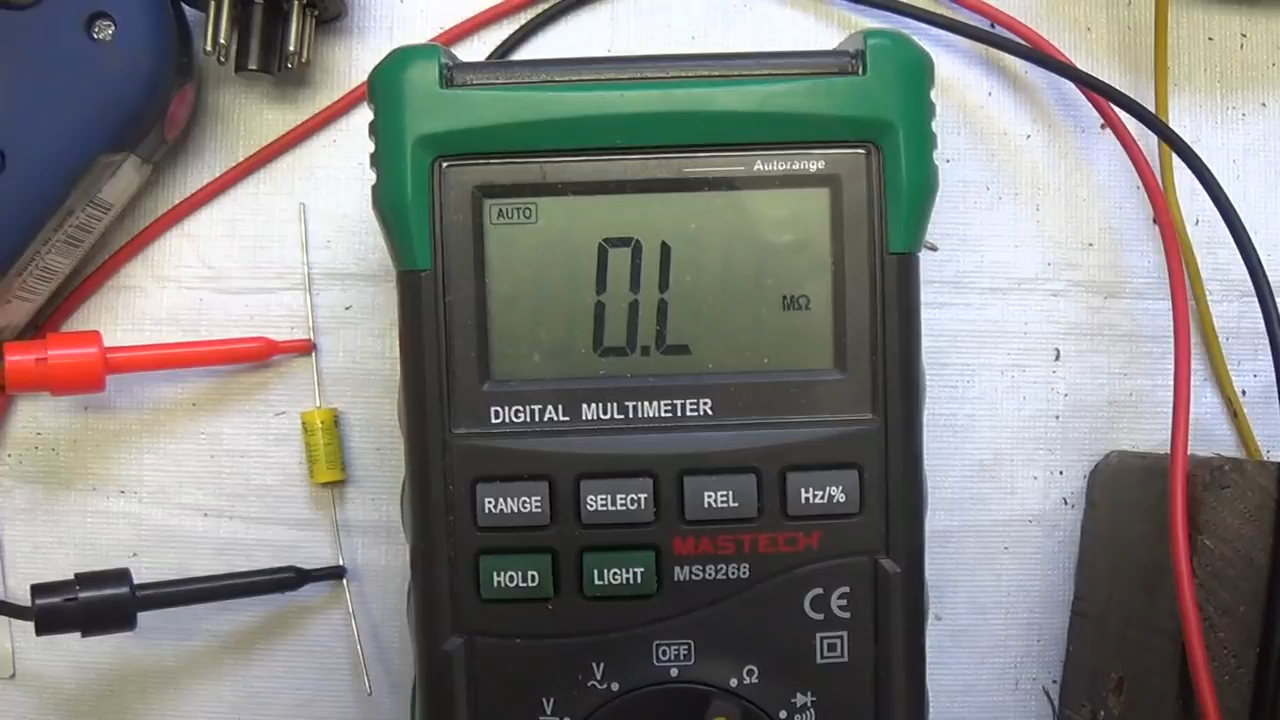 Autorange
AUTO
0.L
MΩ
DIGITAL MULTIMETER
RANGE
SELECT
REL
Hz/%
HOLD
LIGHT
MASTECH
MS8268
CE
OFF
V
Ω
V